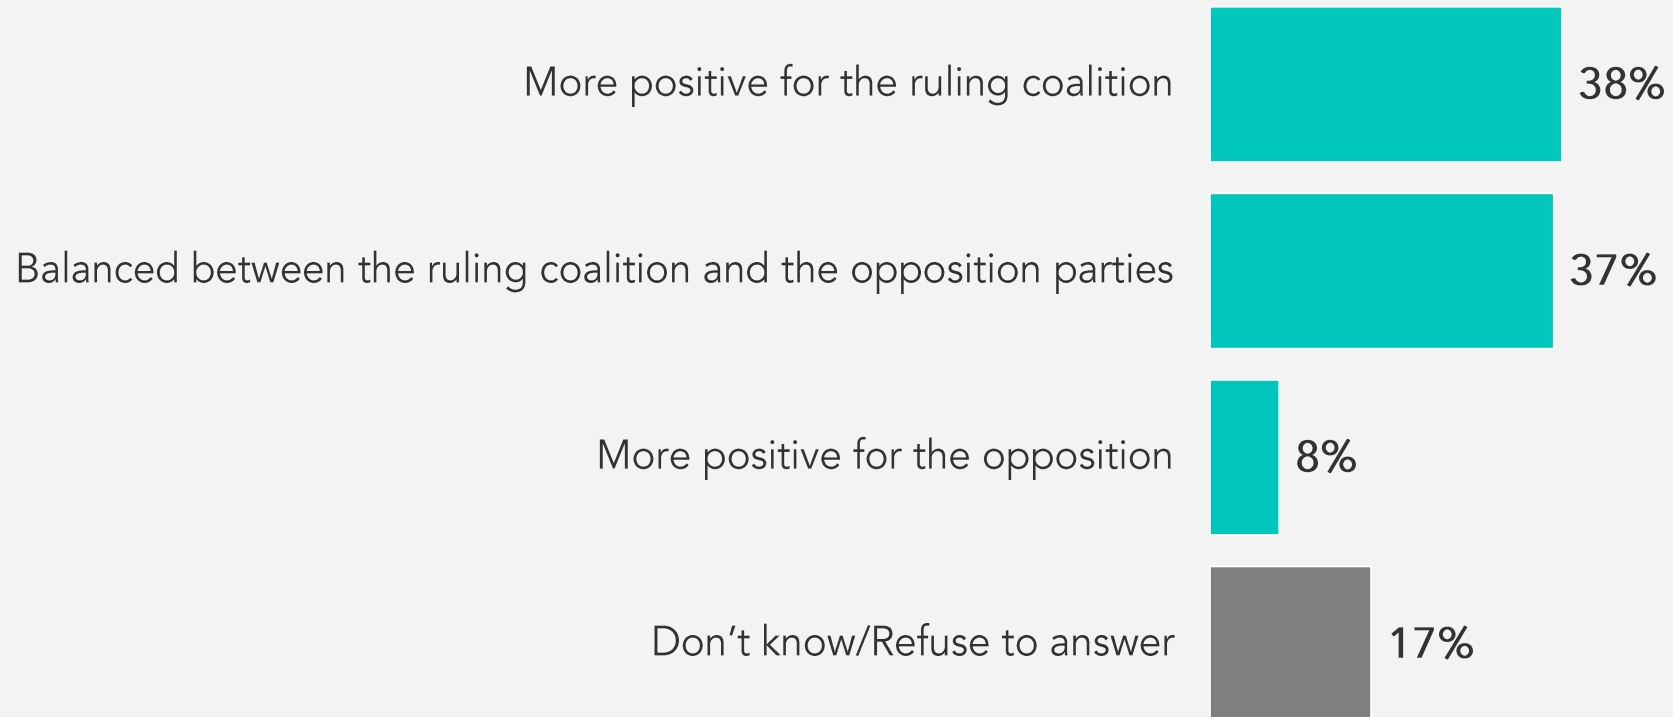 More positive for the ruling coalition 38%
Balanced between the ruling coalition and the opposition parties 37%
More positive for the opposition 8%
Don’t know/Refuse to answer 17%